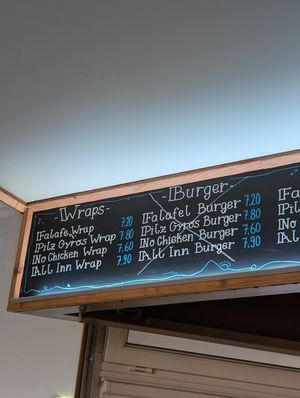 -Wraps-
Falafe Wrap 7.20
Pilz Gyros Wrap 7.80
No Chicken Wrap 7.60
All Inn Wrap 7.90
-Burger-
Falafel Burger 7.20
Pilz Gyros Burger 7.80
No Chicken Burger 7.60
All Inn Burger 7.90